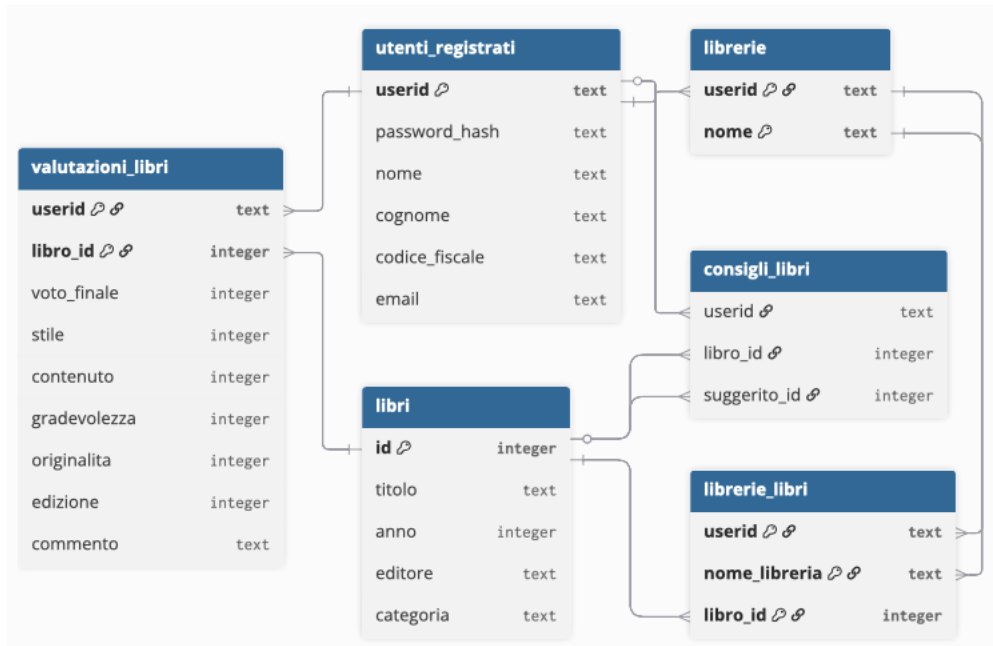 valutazioni_libri
userid text
libro_id integer
voto_finale integer
stile integer
contenuto integer
gradevolezza integer
originalita integer
edizione integer
commento text
utenti_registrati
userid text
password_hash text
nome text
cognome text
codice_fiscale text
email text
libri
id integer
titolo text
anno integer
editore text
categoria text
librerie
userid text
nome text
consigli_libri
userid text
libro_id integer
suggerito_id integer
librerie_libri
userid text
nome_libreria text
libro_id integer